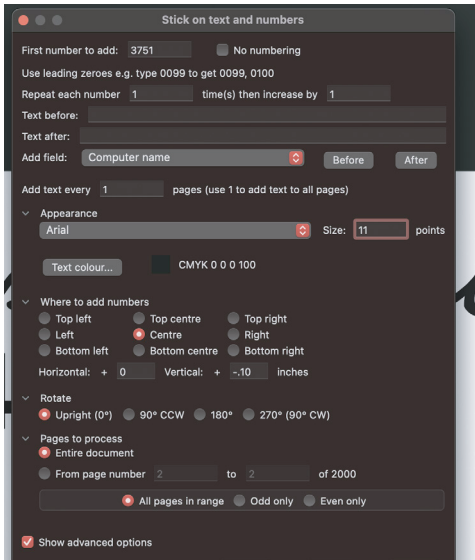 Stick on text and numbers
First number to add: 3751 No numbering
Use leading zeroes e.g. type 0099 to get 0099, 0100
Repeat each number 1 time(s) then increase by 1
Text before:
Text after:
Add field: Computer name Before After
Add text every 1 pages (use 1 to add text to all pages)
Appearance
Arial Size: 11 points
Text colour... CMYK 0 0 0 100
Where to add numbers
Top left Top centre Top right
Left Centre Right
Bottom left Bottom centre Bottom right
Horizontal: + 0 Vertical: + -.10 inches
Rotate
Upright (0°) 90° CCW 180° 270° (90° CW)
Pages to process
Entire document
From page number 2 to 2 of 2000
All pages in range Odd only Even only
Show advanced options